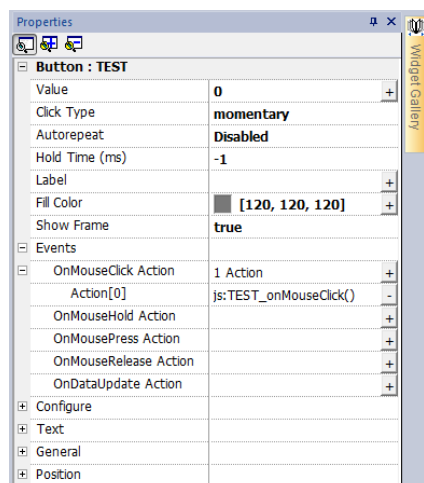 Properties
Button : TEST
Value 0 +
Click Type momentary
Autorepeat Disabled
Hold Time (ms) -1
Label +
Fill Color [120, 120, 120] +
Show Frame true
Events
OnMouseClick Action 1 Action +
Action[0] js:TEST_onMouseClick() -
OnMouseHold Action +
OnMousePress Action +
OnMouseRelease Action +
OnDataUpdate Action +
Configure
Text
General
Position
Widget Gallery